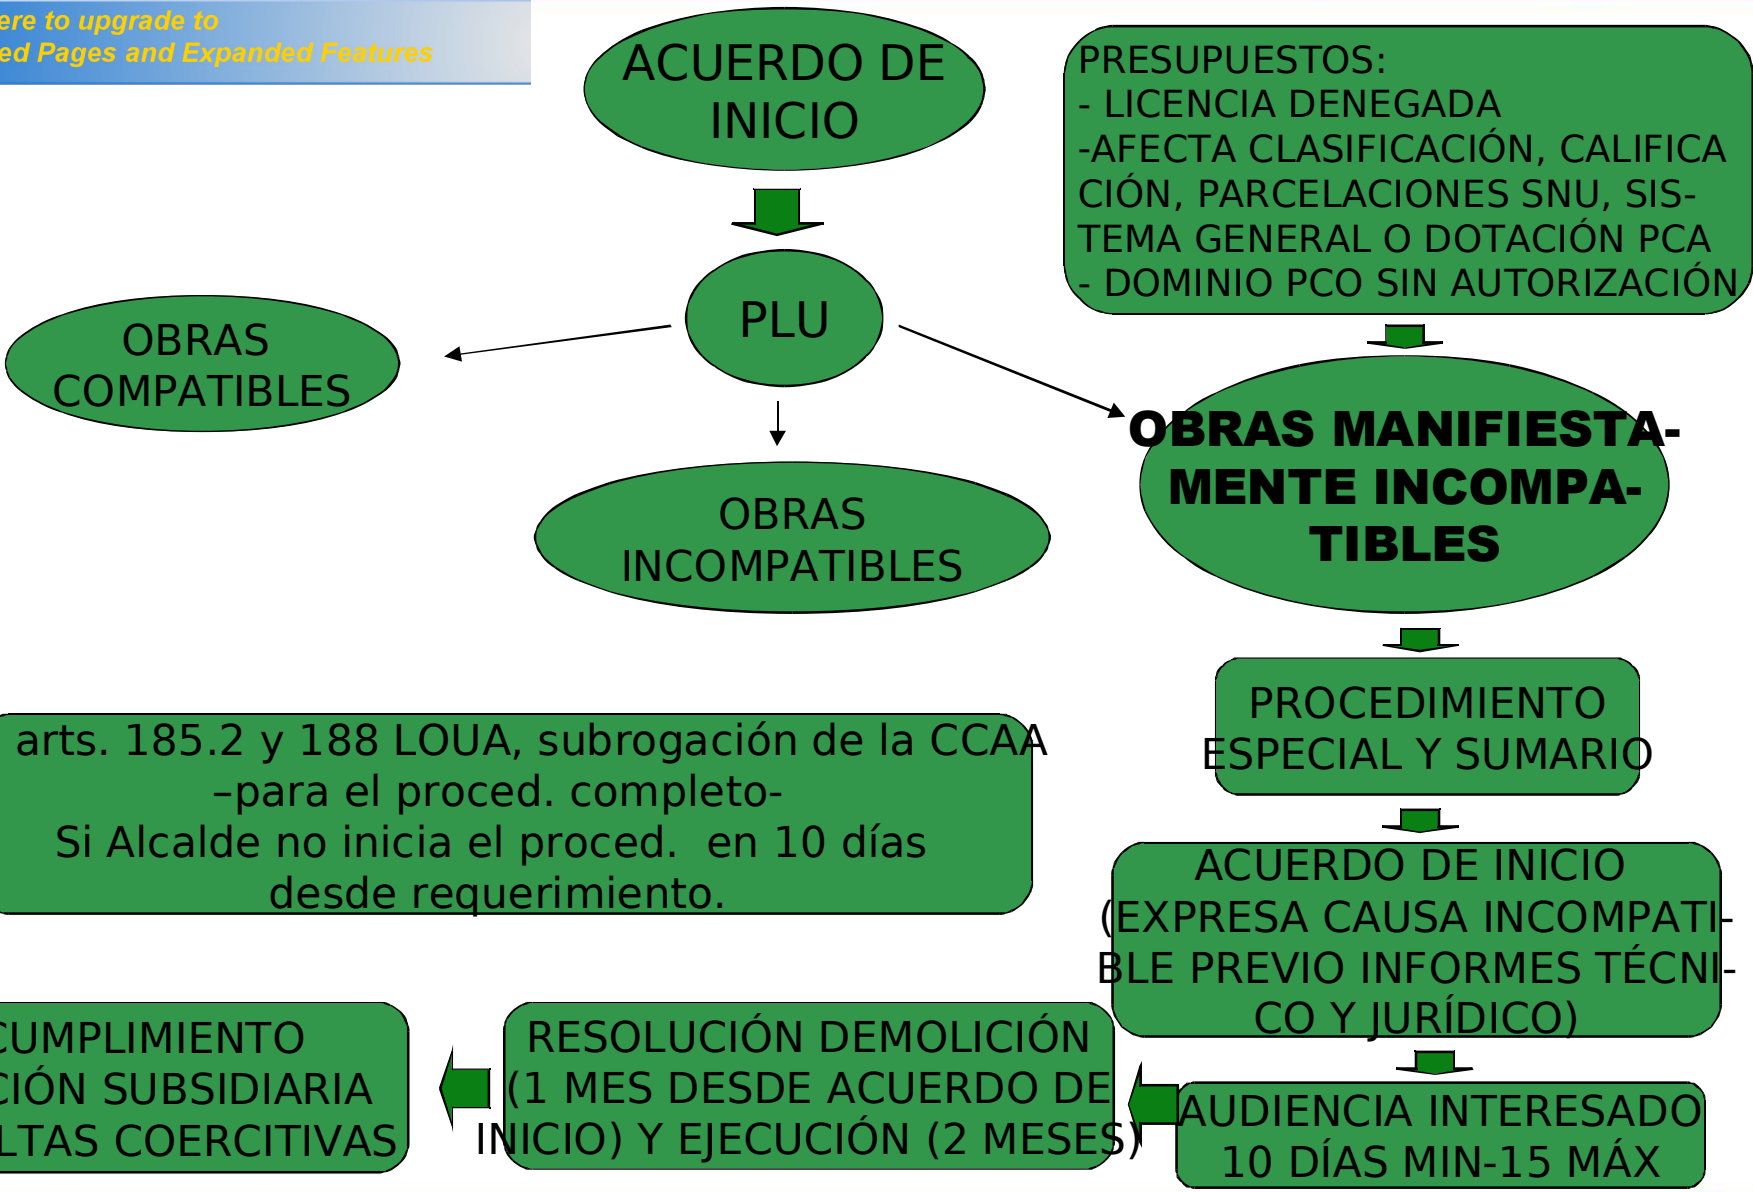 ere to upgrade to
ed Pages and Expanded Features
ACUERDO DE
INICIO
PRESUPUESTOS:
- LICENCIA DENEGADA
-AFECTA CLASIFICACIÓN, CALIFICA
CIÓN, PARCELACIONES SNU, SIS-
TEMA GENERAL O DOTACIÓN PCA
- DOMINIO PCO SIN AUTORIZACIÓN
PLU
OBRAS
COMPATIBLES
OBRAS
INCOMPATIBLES
OBRAS MANIFIESTA-
MENTE INCOMPA-
TIBLES
PROCEDIMIENTO
ESPECIAL Y SUMARIO
arts. 185.2 y 188 LOUA, subrogación de la CCAA
–para el proced. completo-
Si Alcalde no inicia el proced.  en 10 días
desde requerimiento.
ACUERDO DE INICIO
(EXPRESA CAUSA INCOMPATI-
BLE PREVIO INFORMES TÉCNI-
CO Y JURÍDICO)
AUDIENCIA INTERESADO
10 DÍAS MIN-15 MÁX
RESOLUCIÓN DEMOLICIÓN
(1 MES DESDE ACUERDO DE
INICIO) Y EJECUCIÓN (2 MESES)
CUMPLIMIENTO
CIÓN SUBSIDIARIA
LTAS COERCITIVAS